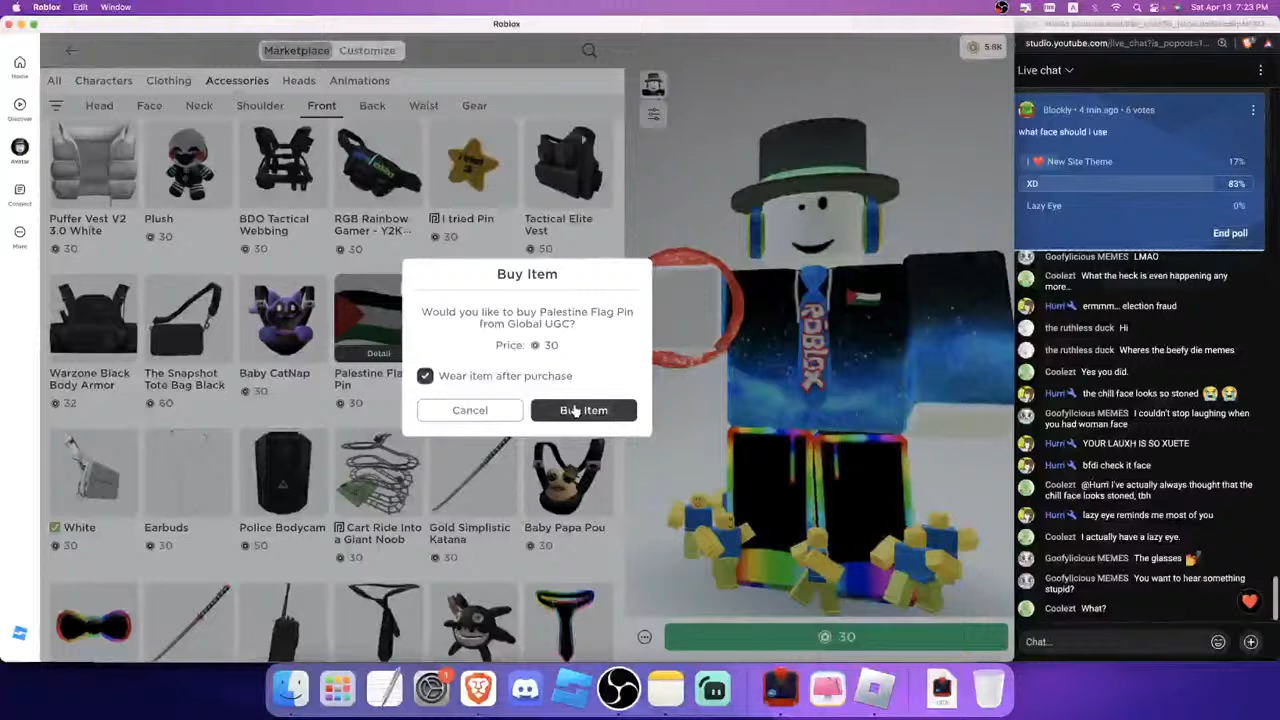 Roblox Edit Window
Sat Apr 13 7:23 PM
Roblox
Home
Discover
Avatar
Connect
More
Marketplace Customize
5.8K
All Characters Clothing Accessories Heads Animations
Head Face Neck Shoulder Front Back Waist Gear
Puffer Vest V2
3.0 White
30
Plush
30
BDO Tactical
Webbing
30
RGB Rainbow
Gamer - Y2K...
30
I tried Pin
30
Tactical Elite
Vest
50
Warzone Black
Body Armor
32
The Snapshot
Tote Bag Black
60
Baby CatNap
30
Detail
Palestine Fla
Pin
30
Buy Item
Would you like to buy Palestine Flag Pin
from Global UGC?
Price: 30
Wear item after purchase
Cancel
Buy Item
White
30
Earbuds
30
Police Bodycam
50
Cart Ride Into
a Giant Noob
30
Gold Simplistic
Katana
30
Baby Papa Pou
30
ROBLOX
30
studio.youtube.com/live_chat?is_popout=1...
Live chat
Blockly • 4 min ago • 6 votes
what face should i use
I ❤️ New Site Theme 17%
XD 83%
Lazy Eye 0%
End poll
Goofylicious MEMES LMAO
Coolezt What the heck is even happening any
more...
Hurri ermmm... election fraud
the ruthless duck Hi
the ruthless duck Wheres the beefy die memes
Coolezt Yes you did.
Hurri the chill face looks so stoned 😭😭
Goofylicious MEMES I couldn't stop laughing when
you had woman face
Hurri YOUR LAUXH IS SO XUETE
Hurri bfdi check it face
Coolezt @Hurri I've actually always thought that the
chill face looks stoned, tbh
Hurri lazy eye reminds me most of you
Coolezt I actually have a lazy eye.
Goofylicious MEMES The glasses
Goofylicious MEMES You want to hear something
stupid?
Coolezt What?
Chat...
1